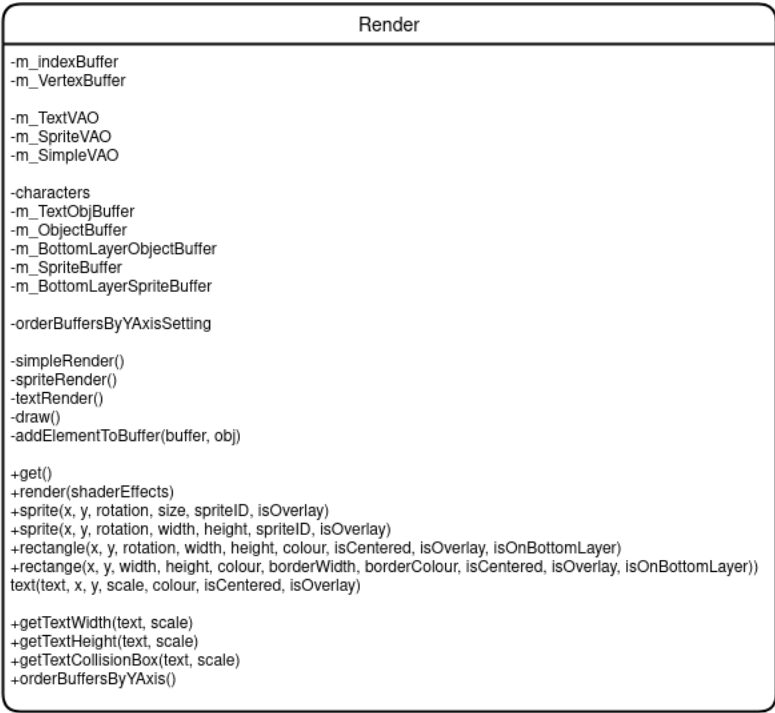 Render
-m_indexBuffer
-m_VertexBuffer
-m_TextVAO
-m_SpriteVAO
-m_SimpleVAO
-characters
-m_TextObjBuffer
-m_ObjectBuffer
-m_BottomLayerObjectBuffer
-m_SpriteBuffer
-m_BottomLayerSpriteBuffer
-orderBuffersByYAxisSetting
-simpleRender()
-spriteRender()
-textRender()
-draw()
-addElementToBuffer(buffer, obj)
+get()
+render(shaderEffects)
+sprite(x, y, rotation, size, spriteID, isOverlay)
+sprite(x, y, rotation, width, height, spriteID, isOverlay)
+rectangle(x, y, rotation, width, height, colour, isCentered, isOverlay, isOnBottomLayer)
+rectange(x, y, width, height, colour, borderWidth, borderColour, isCentered, isOverlay, isOnBottomLayer))
text(text, x, y, scale, colour, isCentered, isOverlay)
+getTextWidth(text, scale)
+getTextHeight(text, scale)
+getTextCollisionBox(text, scale)
+orderBuffersByYAxis()